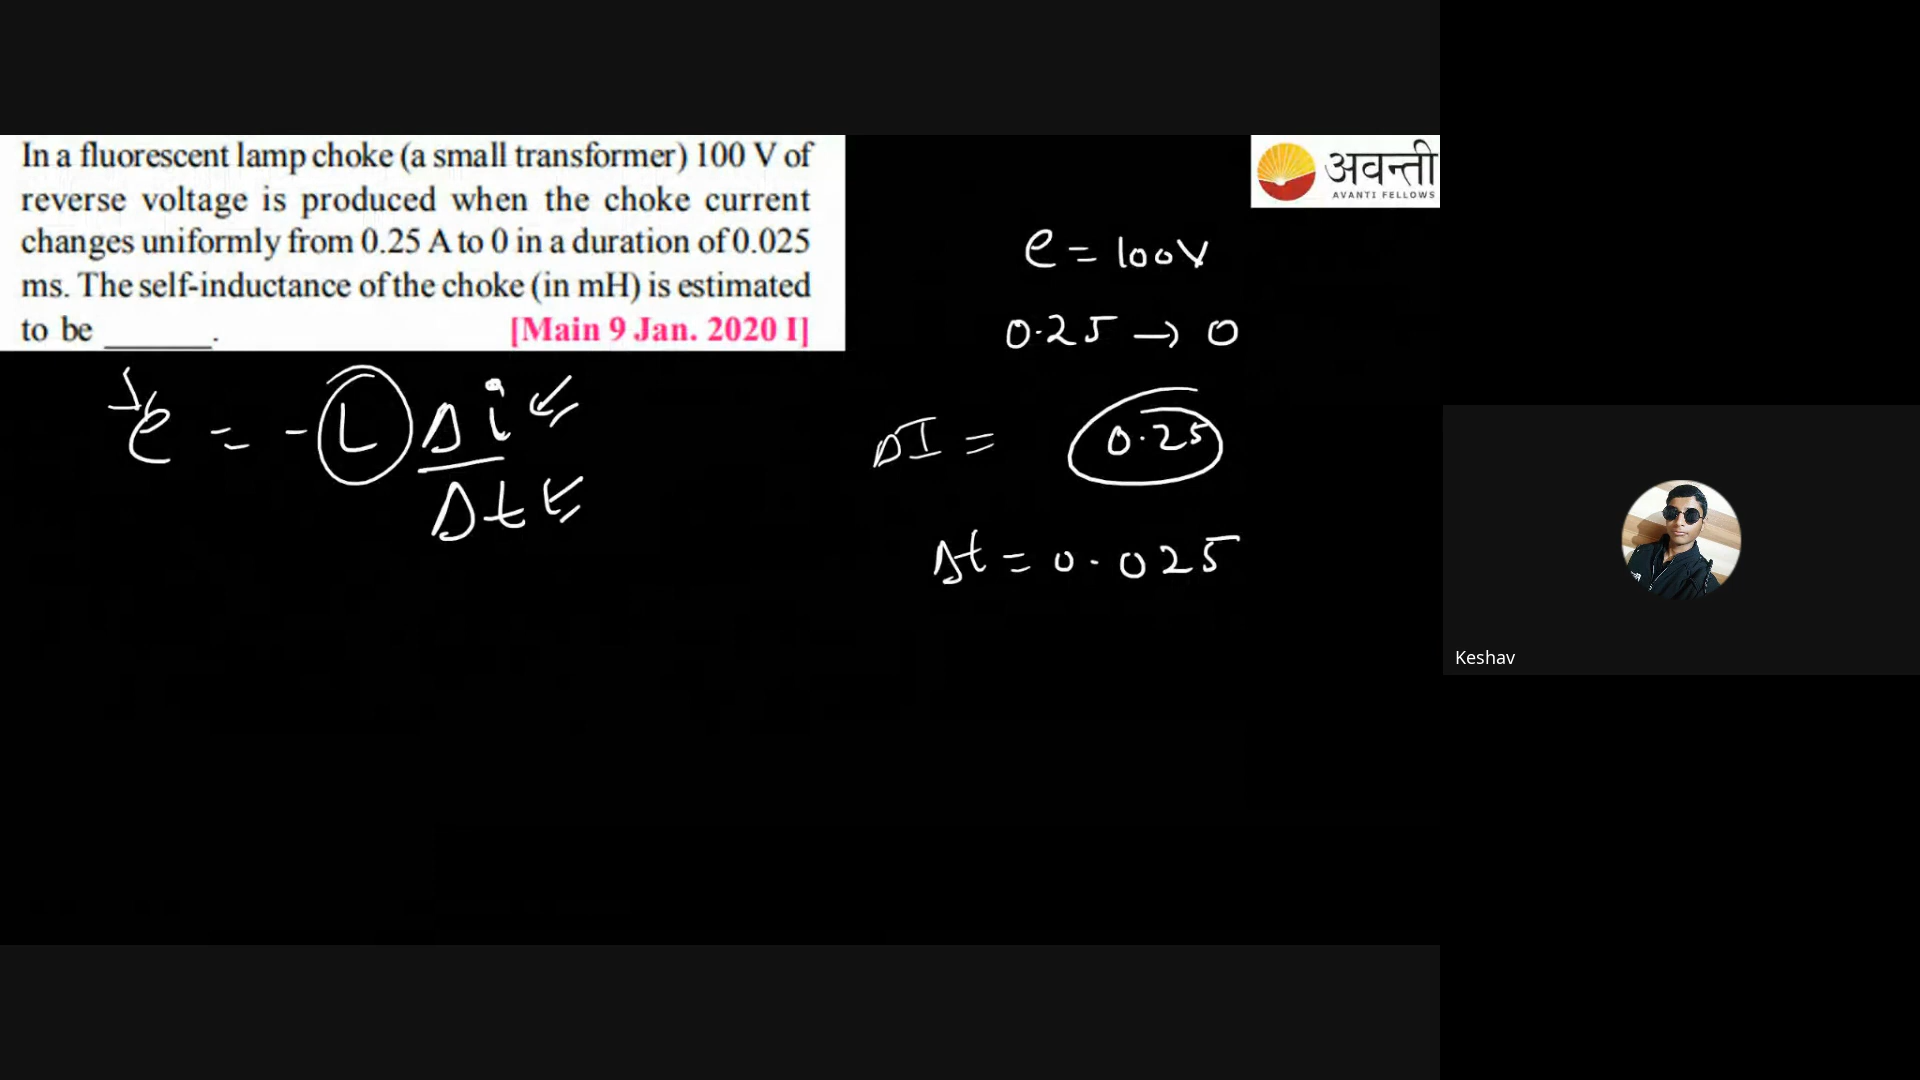 In a fluorescent lamp choke (a small transformer) 100 V of
reverse voltage is produced when the choke current
changes uniformly from 0.25 A to 0 in a duration of 0.025
ms. The self-inductance of the choke (in mH) is estimated
to be _______. [Main 9 Jan. 2020 I]
अवन्ती
AVANTI FELLOWS
e = 100V
0.25 → 0
e = -L Δi
Δt
ΔI = 0.25
Δt = 0.025
Keshav